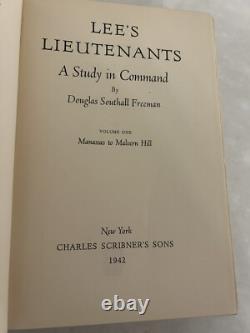 LEE'S
LIEUTENANTS
A Study in Command
By
Douglas Southall Freeman
VOLUME ONE
Manassas to Malvern Hill
New York
CHARLES SCRIBNER'S SONS
1942